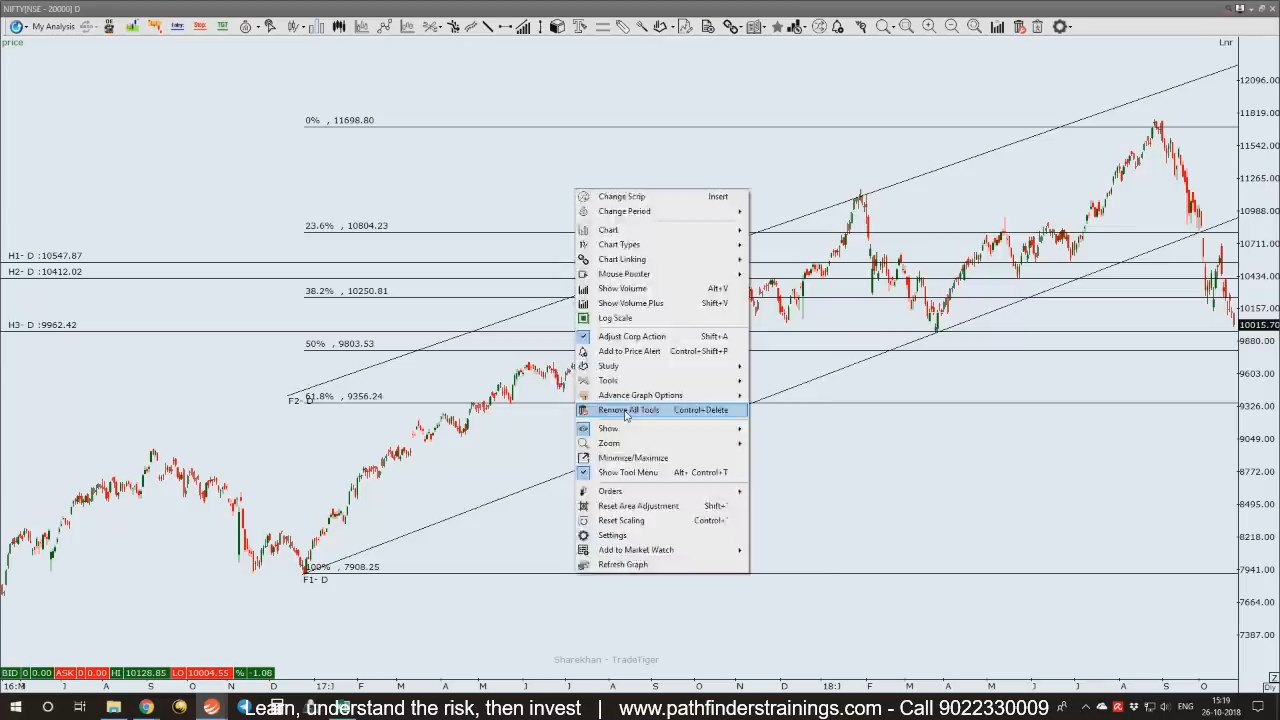 NIFTY[NSE - 20000] D
My Analysis
price
Lnr
12096.00
11819.00
0% , 11698.80
11542.00
11265.00
Change Scrip Insert
Change Period
10988.00
23.6% , 10804.23
Chart
10711.00
Chart Types
H1- D :10547.87
Chart Linking
H2- D :10412.02
Mouse Pointer
10434.00
38.2% , 10250.81
Show Volume Alt+V
Show Volume Plus Shift+V
10157.00
Log Scale
H3- D :9962.42
10015.70
Adjust Corp Action Shift+A
9880.00
50% , 9803.53
Add to Price Alert Control+Shift+P
Study
9603.00
Tools
61.8% , 9356.24
Advance Graph Options
F2- D
9326.00
Remove All Tools Control+Delete
Show
9049.00
Zoom
Minimize/Maximize
8772.00
Show Tool Menu Alt+ Control+T
Orders
8495.00
Reset Area Adjustment Shift+`
Reset Scaling Control+`
8218.00
Settings
Add to Market Watch
100% , 7908.25
Refresh Graph
7941.00
F1- D
7664.00
7387.00
Sharekhan - TradeTiger
BID 0 0.00 ASK 0 0.00 HI 10128.85 LO 10004.55 % -1.08
16:M J A S O N D 17:J F M A M J J A S O N D 18:J F M A M J J A S O
Learn, understand the risk, then invest | www.pathfinderstrainings.com - Call 9022330009
ENG
15:19
26-10-2018